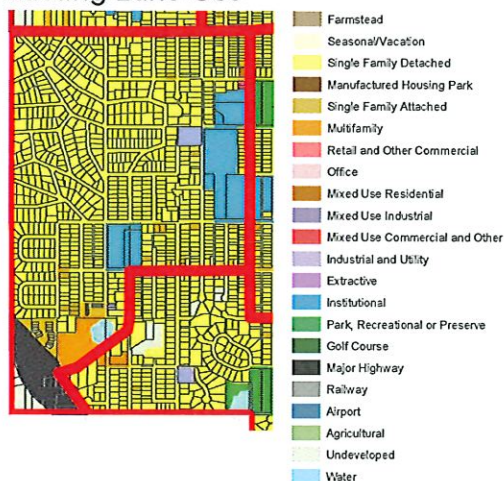 Farmstead
Seasonal/Vacation
Single Family Detached
Manufactured Housing Park
Single Family Attached
Multifamily
Retail and Other Commercial
Office
Mixed Use Residential
Mixed Use Industrial
Mixed Use Commercial and Other
Industrial and Utility
Extractive
Institutional
Park, Recreational or Preserve
Golf Course
Major Highway
Railway
Airport
Agricultural
Undeveloped
Water